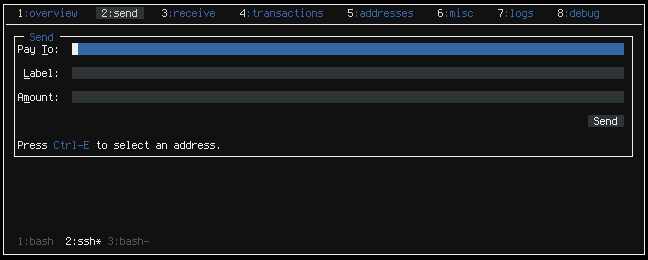 1:overview 2:send 3:receive 4:transactions 5:addresses 6:misc 7:logs 8:debug
Send
Pay To:
Label:
Amount:
Send
Press Ctrl-E to select an address.
1:bash 2:ssh* 3:bash-